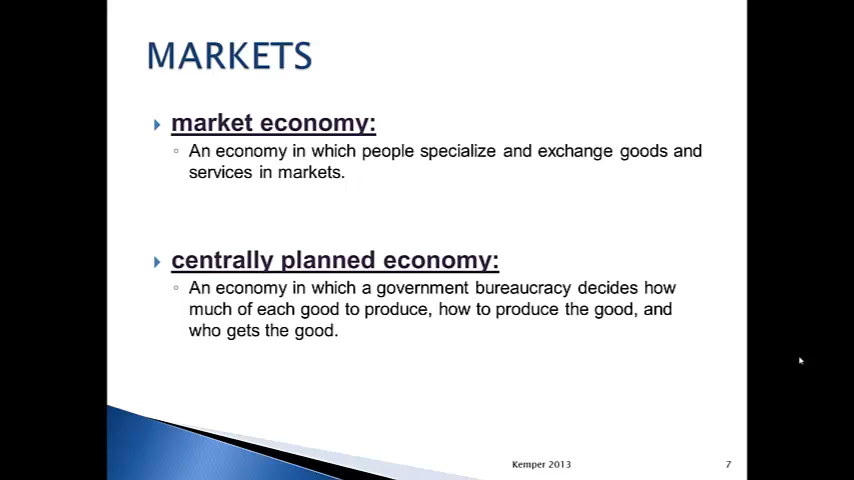 MARKETS
market economy:
An economy in which people specialize and exchange goods and
services in markets.
centrally planned economy:
An economy in which a government bureaucracy decides how
much of each good to produce, how to produce the good, and
who gets the good.
Kemper 2013
7